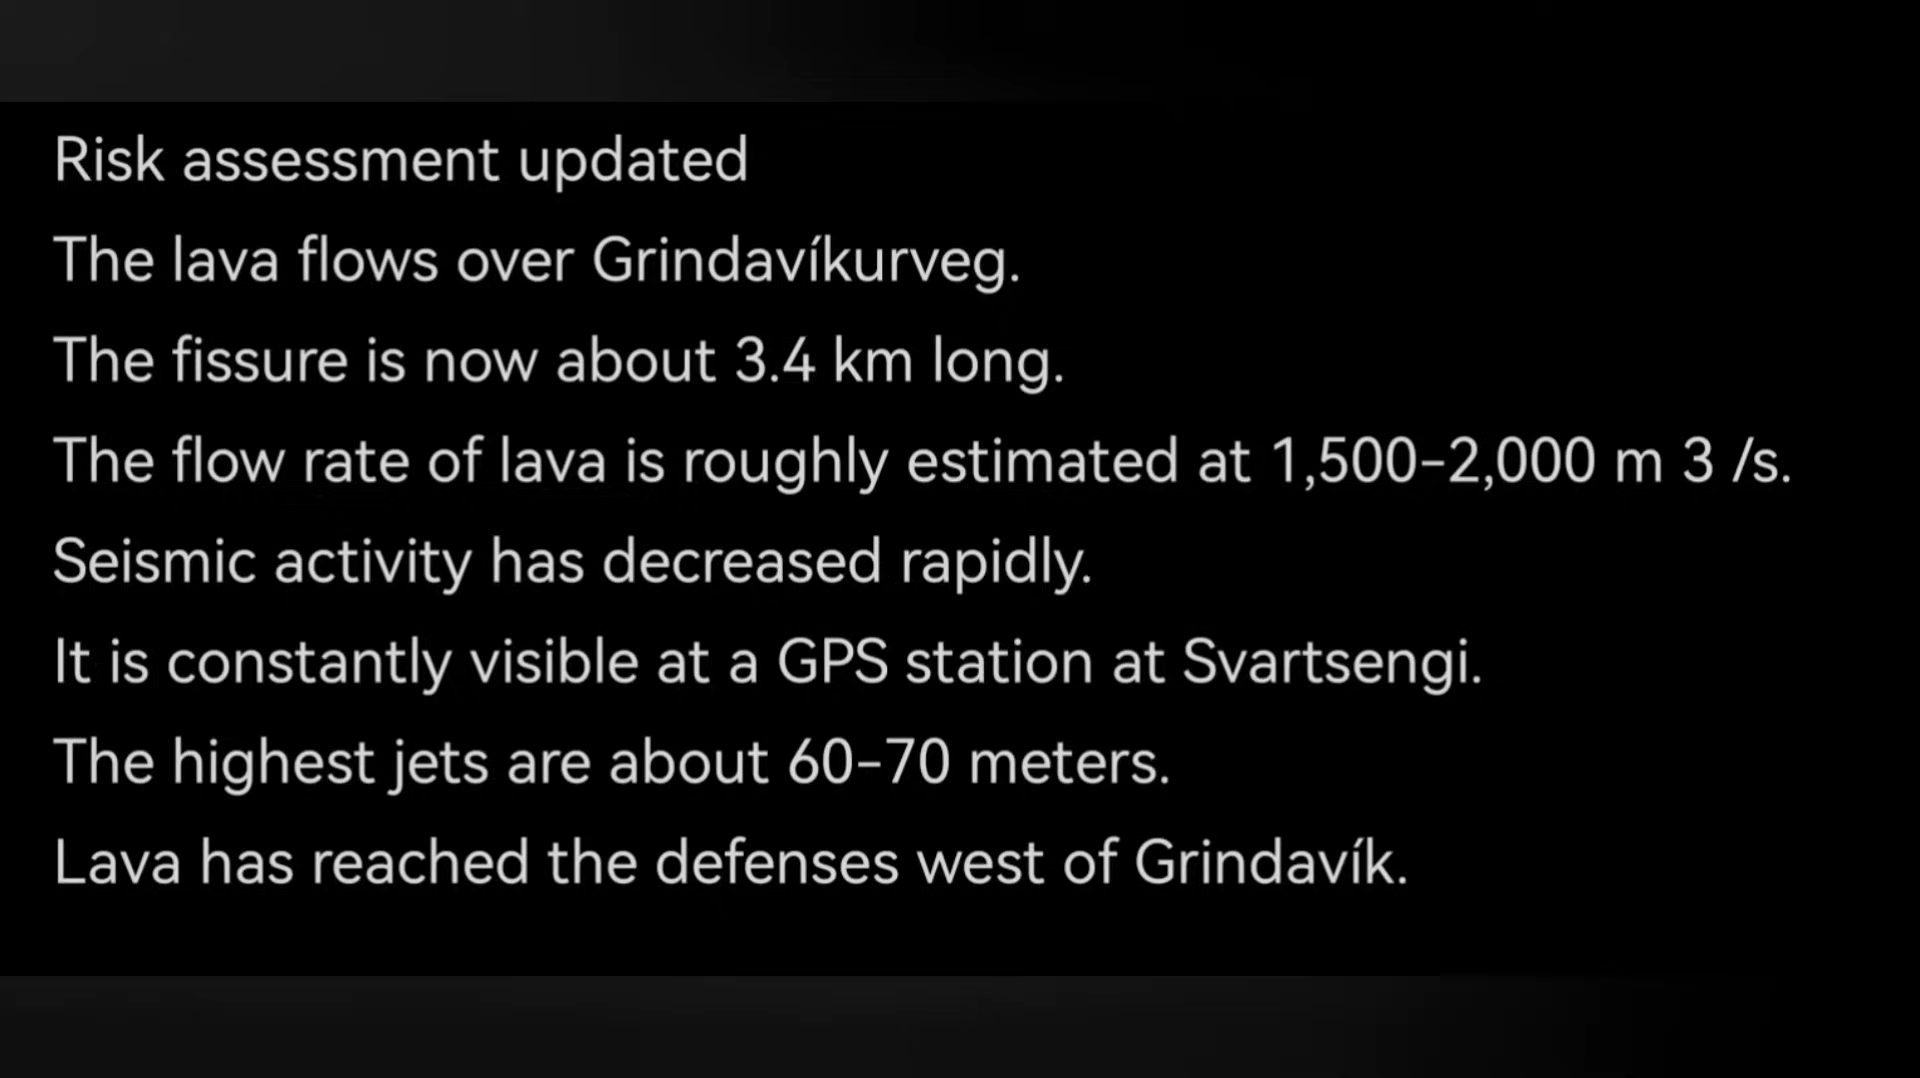 Risk assessment updated
The lava flows over Grindavíkurveg.
The fissure is now about 3.4 km long.
The flow rate of lava is roughly estimated at 1,500-2,000 m 3 /s.
Seismic activity has decreased rapidly.
It is constantly visible at a GPS station at Svartsengi.
The highest jets are about 60-70 meters.
Lava has reached the defenses west of Grindavík.